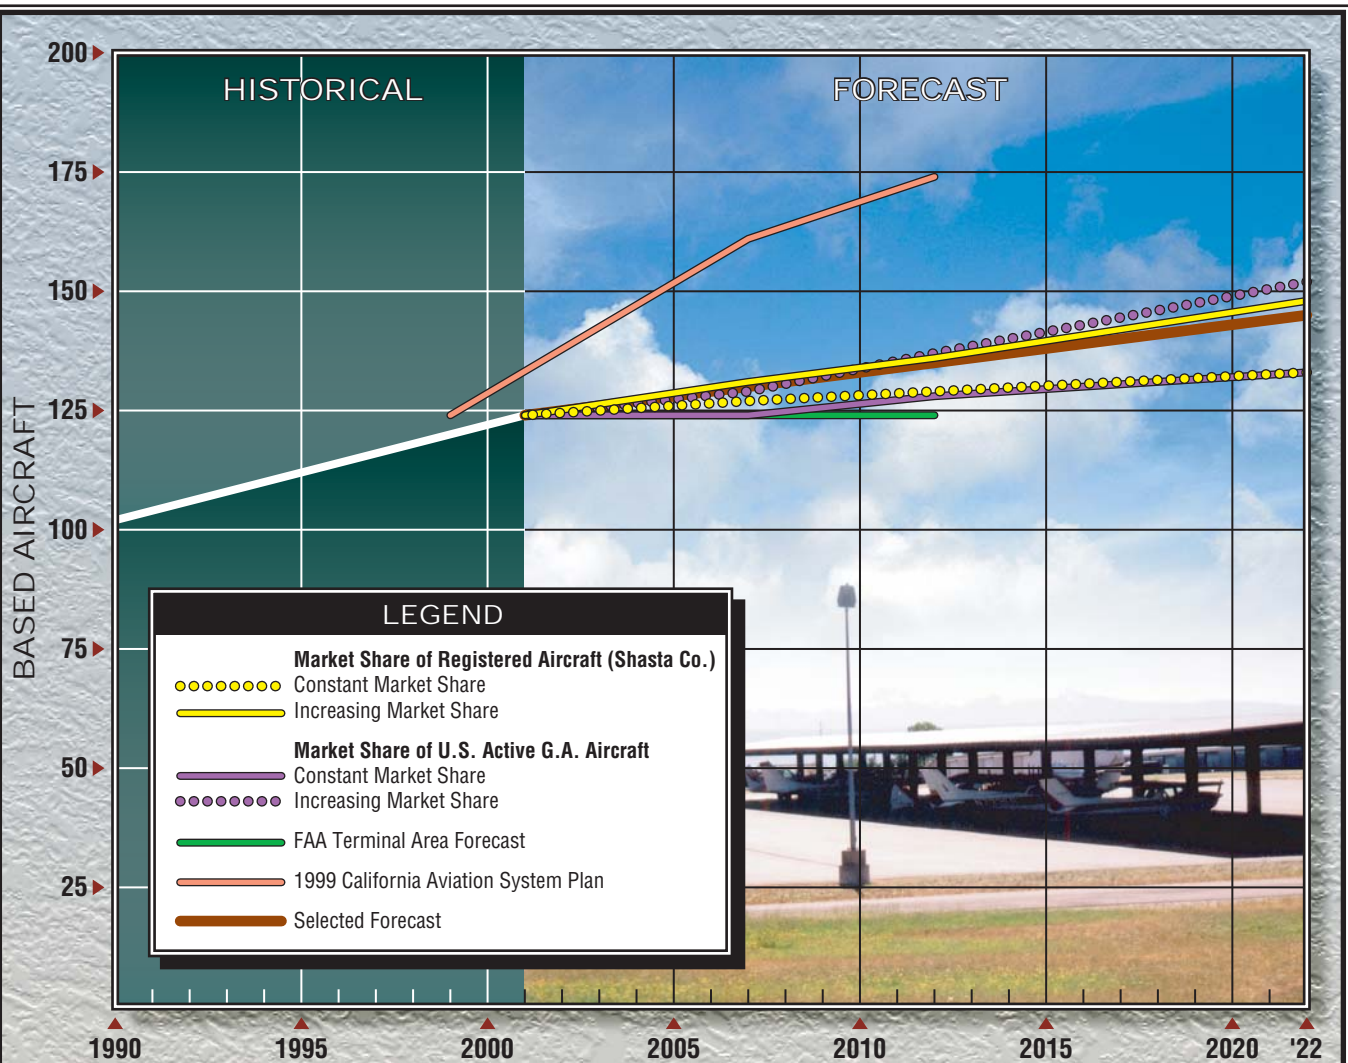 HISTORICAL
FORECAST
200
175
150
125
100
75
50
25
BASED AIRCRAFT
LEGEND
Market Share of Registered Aircraft (Shasta Co.)
Constant Market Share
Increasing Market Share
Market Share of U.S. Active G.A. Aircraft
Constant Market Share
Increasing Market Share
FAA Terminal Area Forecast
1999 California Aviation System Plan
Selected Forecast
1990 1995 2000 2005 2010 2015 2020 '22